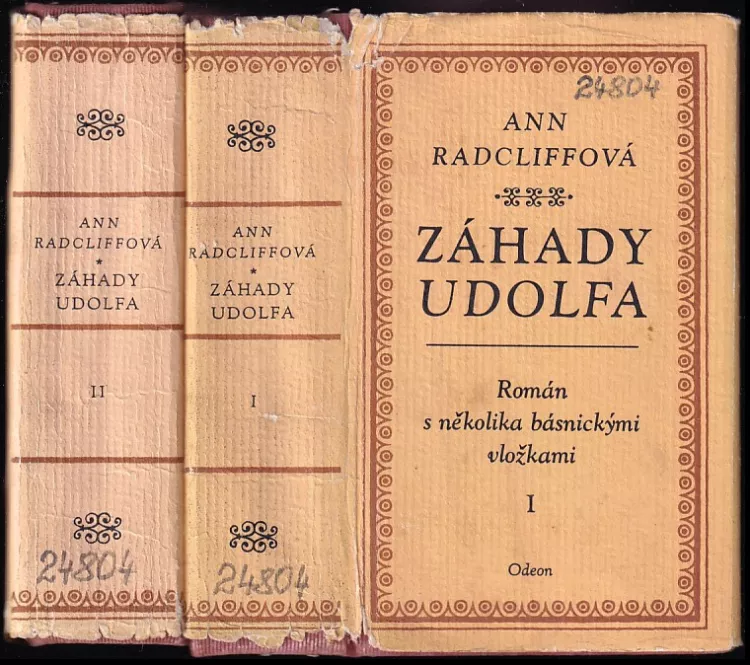 ANN
RADCLIFFOVÁ
ZÁHADY
UDOLFA
II
24804
ANN
RADCLIFFOVÁ
ZÁHADY
UDOLFA
I
24804
24804
ANN
RADCLIFFOVÁ
ZÁHADY
UDOLFA
Román
s několika básnickými
vložkami
I
Odeon